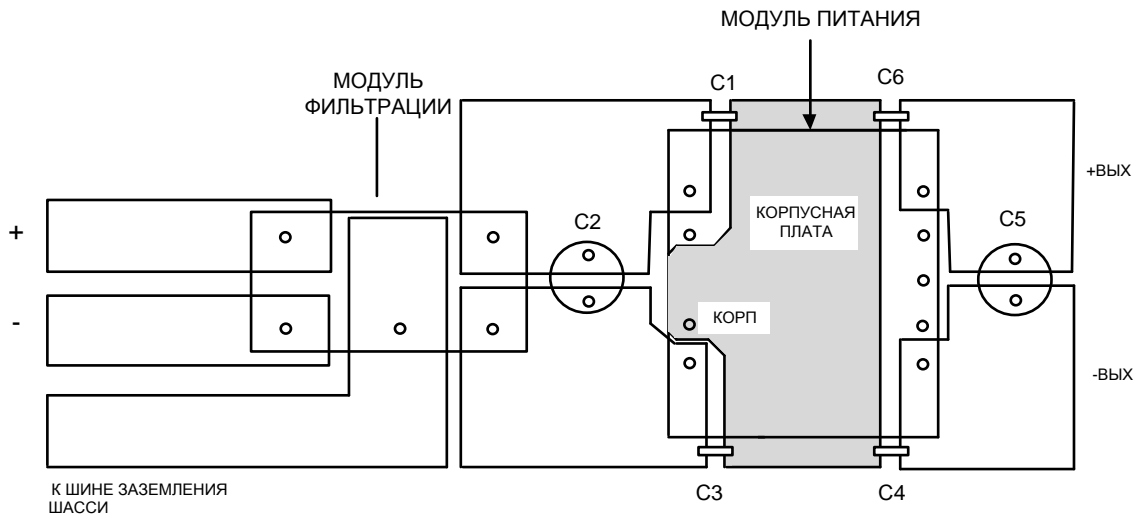 МОДУЛЬ ПИТАНИЯ
МОДУЛЬ
ФИЛЬТРАЦИИ
C1
C6
+ВЫХ
+
C2
КОРПУСНАЯ
ПЛАТА
C5
-
КОРП
-ВЫХ
К ШИНЕ ЗАЗЕМЛЕНИЯ
ШАССИ
C3
C4